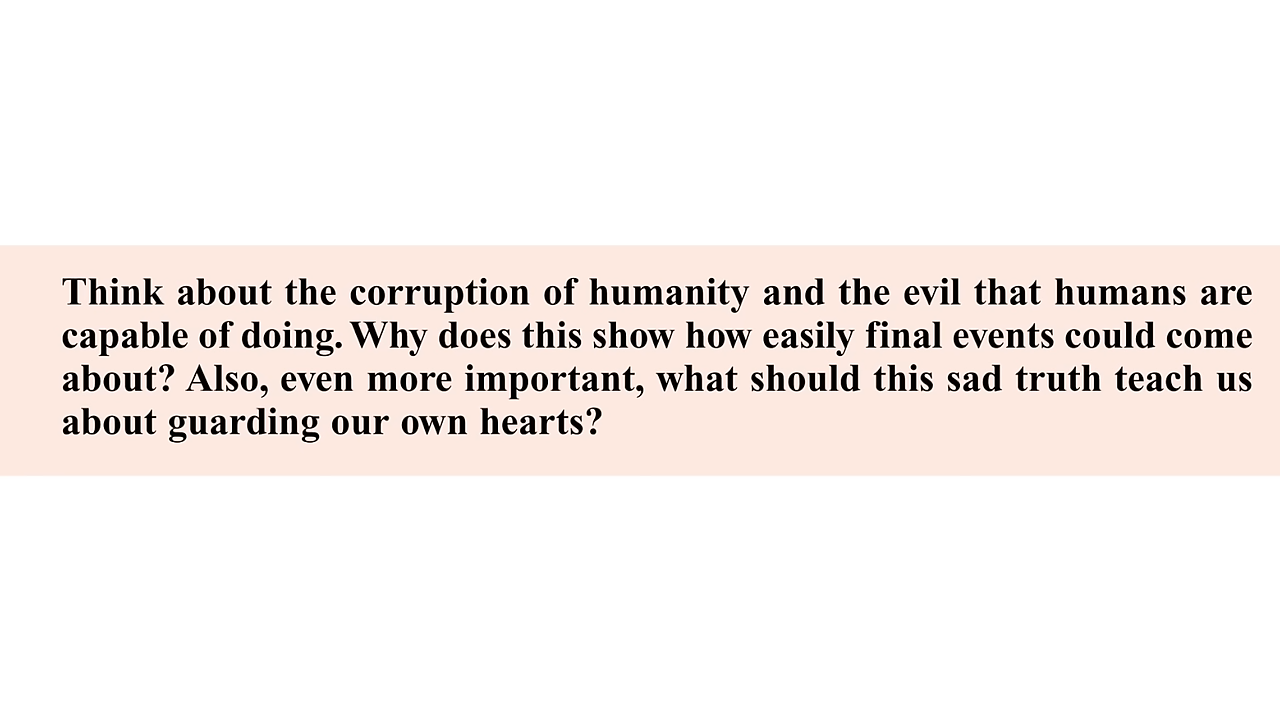 Think about the corruption of humanity and the evil that humans are
capable of doing. Why does this show how easily final events could come
about? Also, even more important, what should this sad truth teach us
about guarding our own hearts?